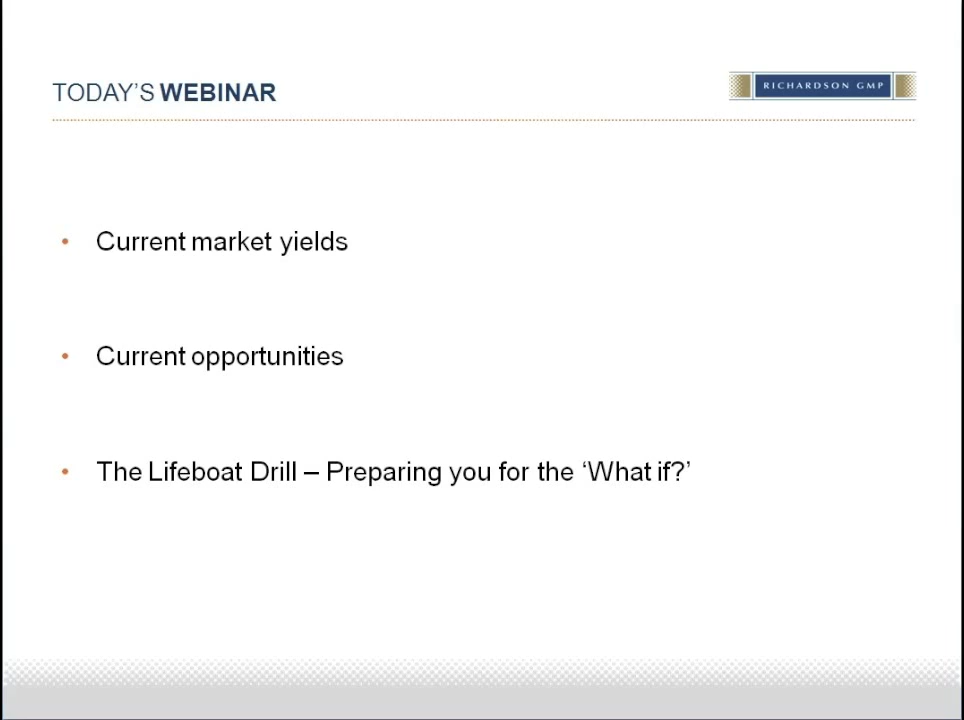 TODAY'S WEBINAR
RICHARDSON GMP
• Current market yields
• Current opportunities
• The Lifeboat Drill – Preparing you for the ‘What if?’